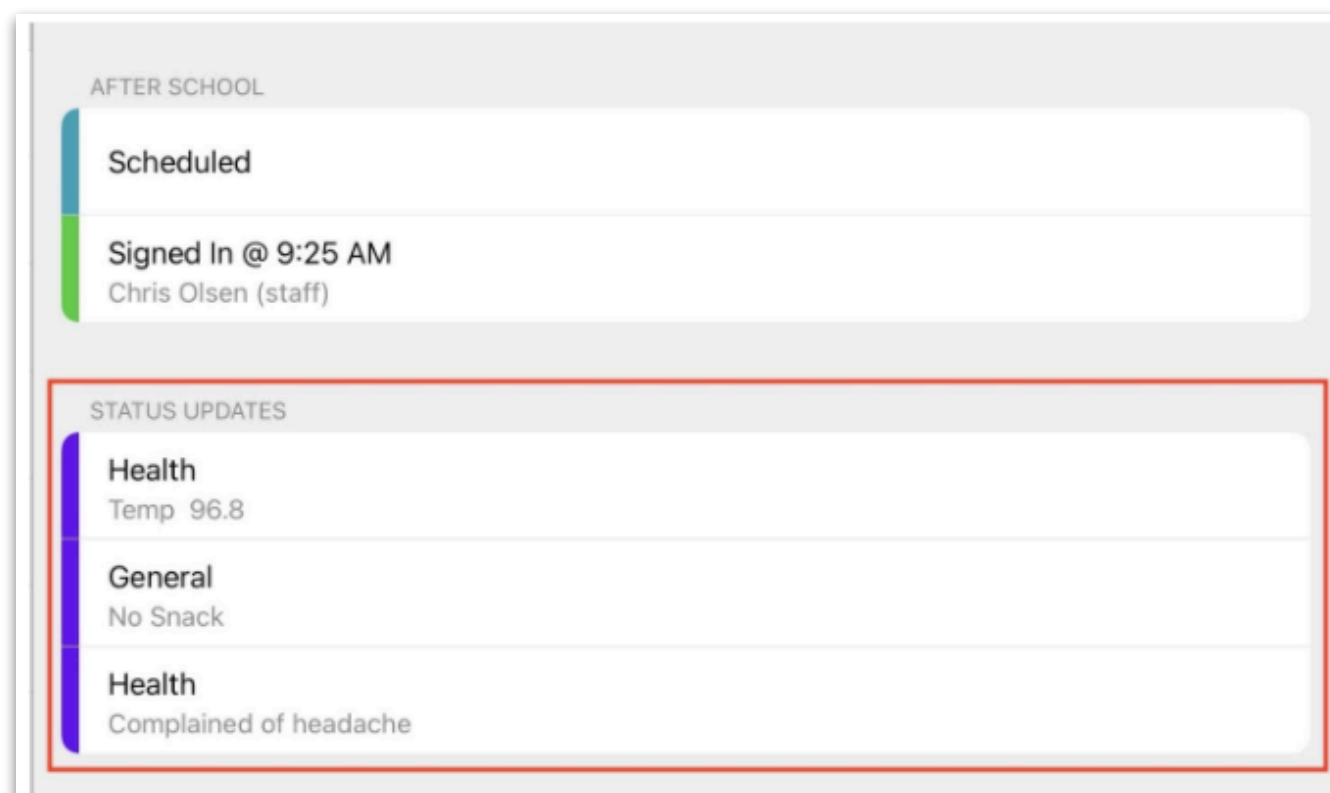 AFTER SCHOOL
Scheduled
Signed In @ 9:25 AM
Chris Olsen (staff)
STATUS UPDATES
Health
Temp 96.8
General
No Snack
Health
Complained of headache